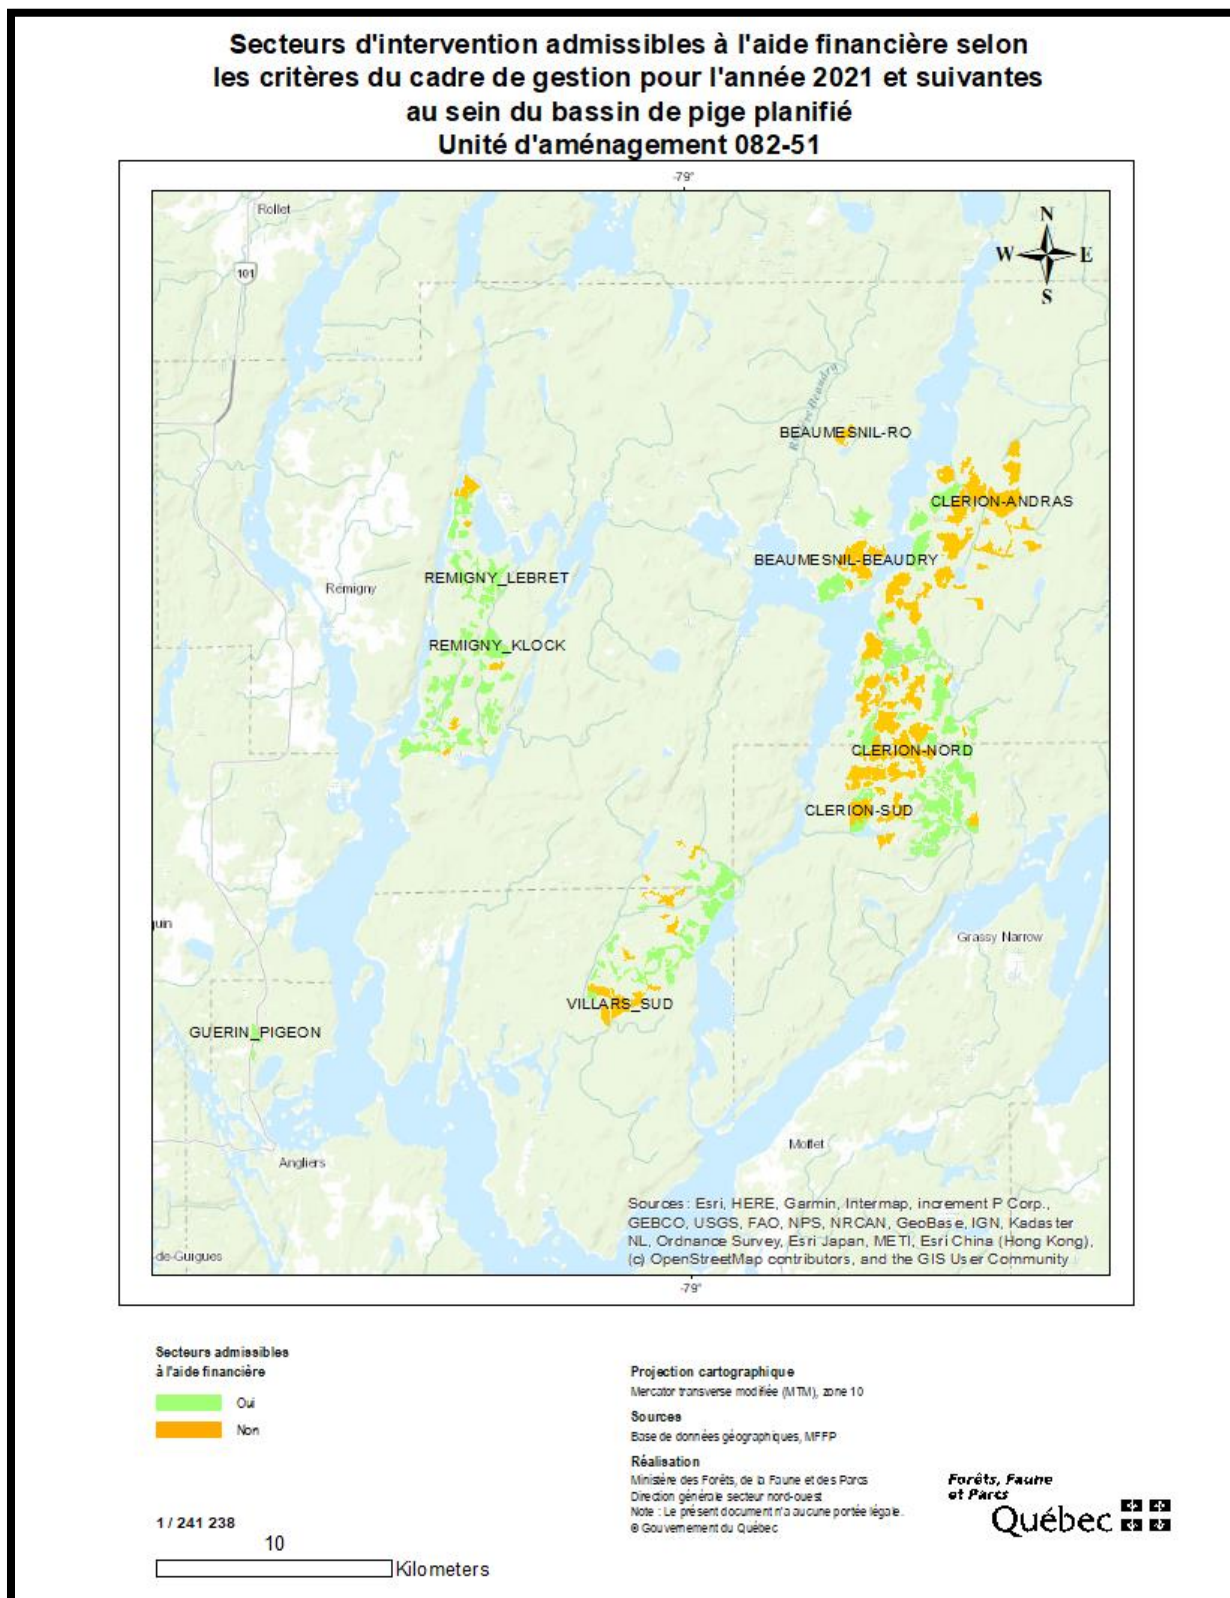 Secteurs d'intervention admissibles à l'aide financière selon
les critères du cadre de gestion pour l'année 2021 et suivantes
au sein du bassin de pige planifié
Unité d'aménagement 082-51
-79°
Rollet
N
W
E
S
101
Rivière Beaudry
BEAUMESNIL-RO
CLERION-ANDRAS
BEAUMESNIL-BEAUDRY
REMIGNY_LEBRET
Rémigny
REMIGNY_KLOCK
CLERION-NORD
CLERION-SUD
quin
Grassy Narrow
VILLARS_SUD
GUERIN_PIGEON
Moffet
Angliers
Sources: Esri, HERE, Garmin, Intermap, increment P Corp.,
GEBCO, USGS, FAO, NPS, NRCAN, GeoBase, IGN, Kadaster
NL, Ordnance Survey, Esri Japan, METI, Esri China (Hong Kong),
(c) OpenStreetMap contributors, and the GIS User Community
-de-Guigues
-79°
Secteurs admissibles
à l'aide financière
Oui
Non
1 / 241 238
10
Kilometers
Projection cartographique
Mercator transverse modifiée (MTM), zone 10
Sources
Base de données géographiques, MFFP
Réalisation
Ministère des Forêts, de la Faune et des Parcs
Direction générale secteur nord-ouest
Note : Le présent document n'a aucune portée légale.
© Gouvernement du Québec
Forêts, Faune
et Parcs
Québec